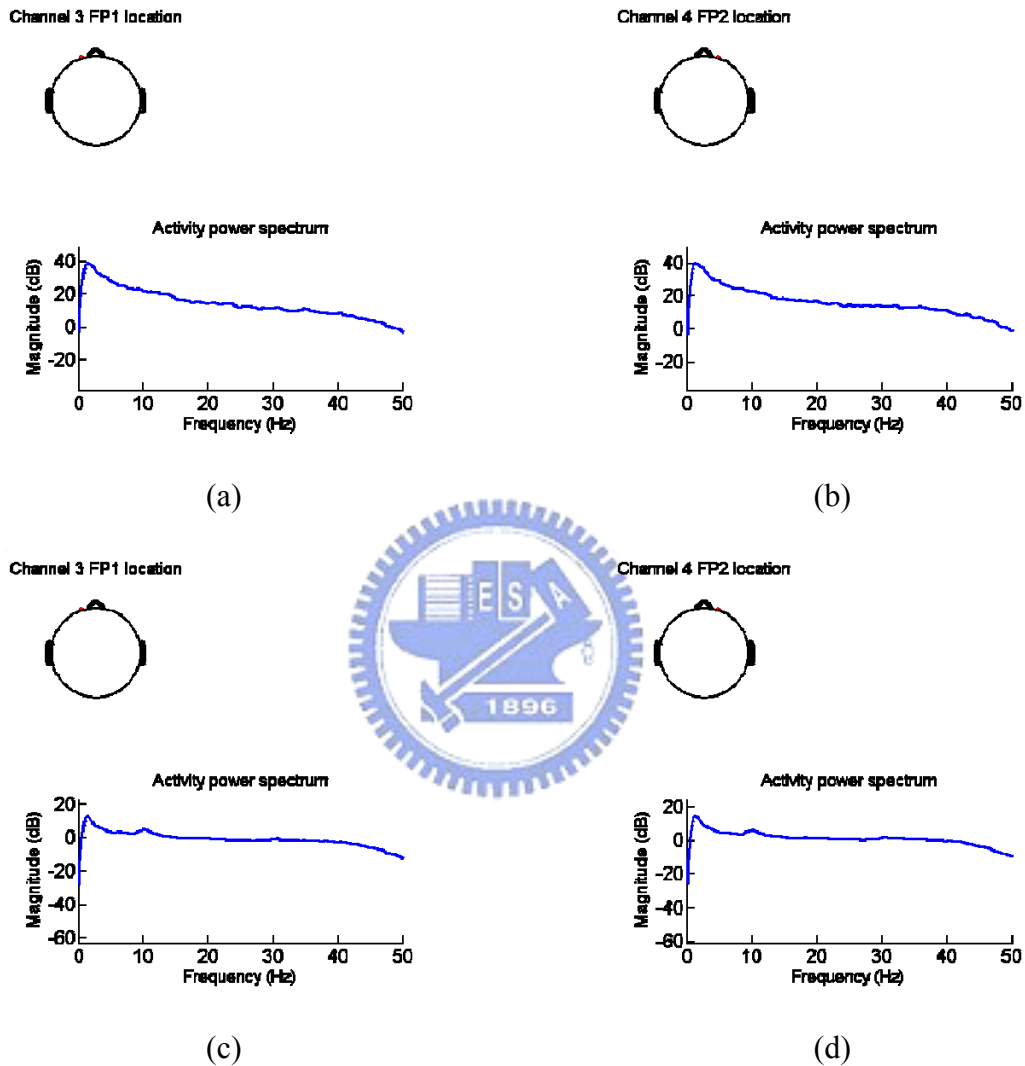 Channel 3 FP1 location
Channel 4 FP2 location
Activity power spectrum
Magnitude (dB)
40
20
0
-20
0 10 20 30 40 50
Frequency (Hz)
Activity power spectrum
Magnitude (dB)
40
20
0
-20
0 10 20 30 40 50
Frequency (Hz)
(a)
(b)
E S A
1896
Channel 3 FP1 location
Channel 4 FP2 location
Activity power spectrum
Magnitude (dB)
20
0
-20
-40
-60
0 10 20 30 40 50
Frequency (Hz)
Activity power spectrum
Magnitude (dB)
20
0
-20
-40
-60
0 10 20 30 40 50
Frequency (Hz)
(c)
(d)